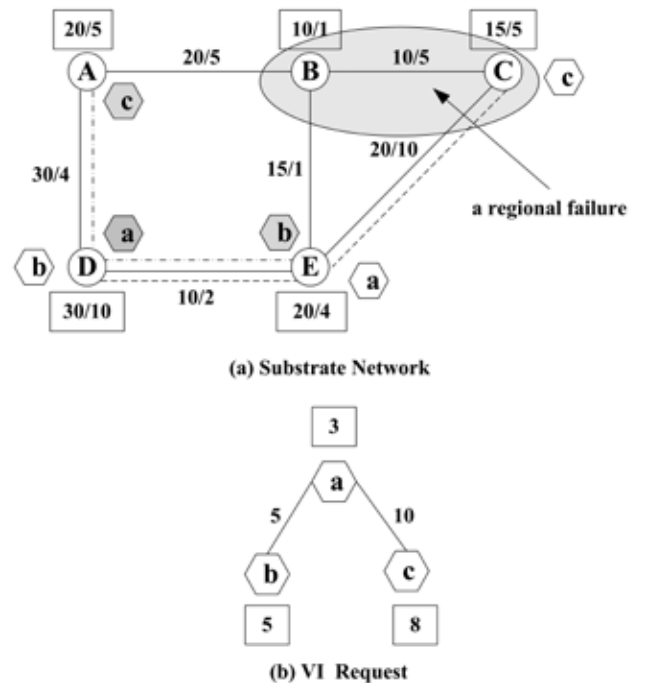 20/5
10/1
15/5
A
20/5
B
10/5
C
c
c
20/10
30/4
15/1
a regional failure
a
b
b
D
E
a
10/2
30/10
20/4
(a) Substrate Network
3
a
5
10
b
c
5
8
(b) VI Request